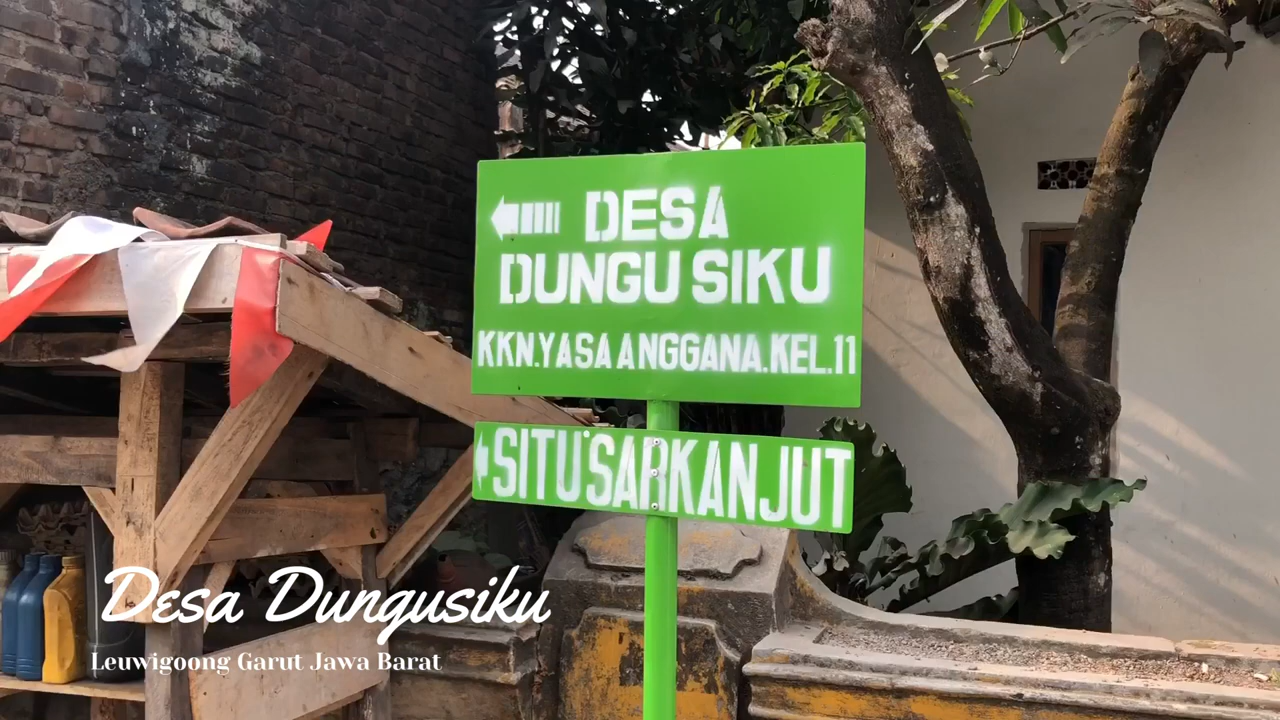 DESA
DUNGU SIKU
KKN.YASA ANGGANA.KEL.11
SITU SARKANJUT
Desa Dungusiku
Leuwigoong Garut Jawa Barat